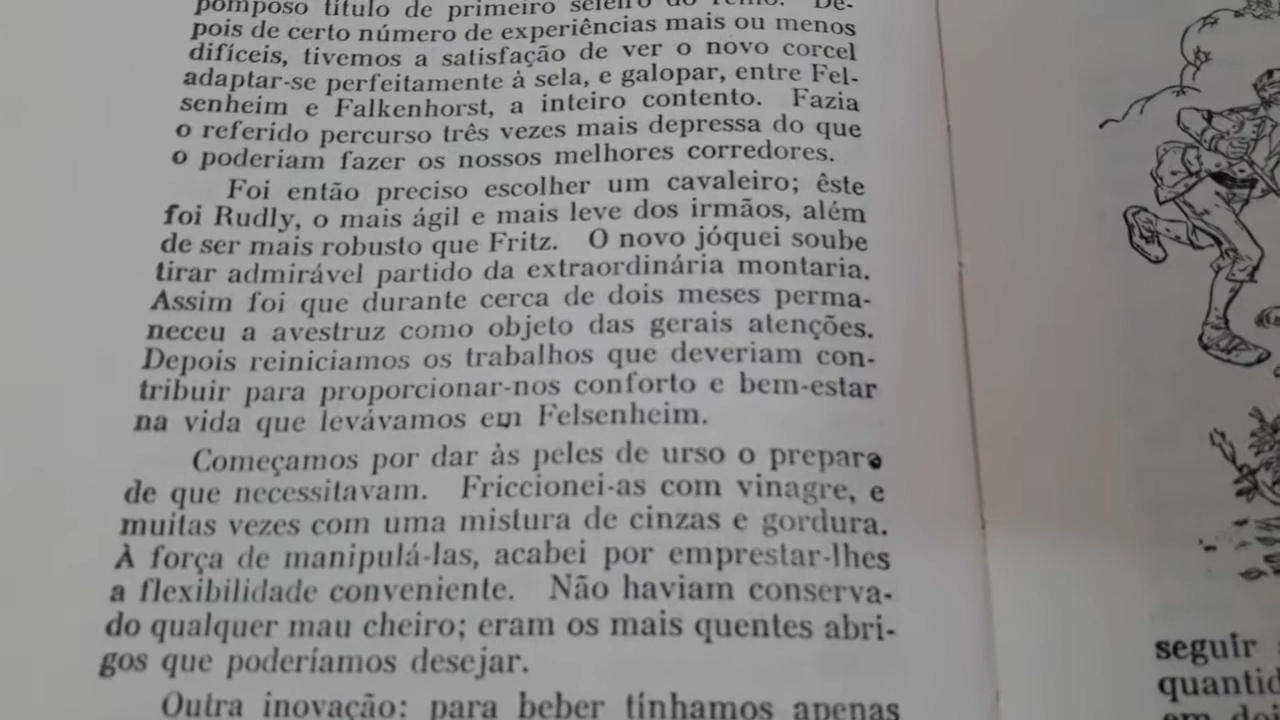 pomposo título de primeiro seleiro do reino. De-
pois de certo número de experiências mais ou menos
difíceis, tivemos a satisfação de ver o novo corcel
adaptar-se perfeitamente à sela, e galopar, entre Fel-
senheim e Falkenhorst, a inteiro contento. Fazia
o referido percurso três vezes mais depressa do que
o poderiam fazer os nossos melhores corredores.
Foi então preciso escolher um cavaleiro; êste
foi Rudly, o mais ágil e mais leve dos irmãos, além
de ser mais robusto que Fritz. O novo jóquei soube
tirar admirável partido da extraordinária montaria.
Assim foi que durante cerca de dois meses perma-
neceu a avestruz como objeto das gerais atenções.
Depois reiniciamos os trabalhos que deveriam con-
tribuir para proporcionar-nos conforto e bem-estar
na vida que levávamos em Felsenheim.
Começamos por dar às peles de urso o preparo
de que necessitavam. Friccionei-as com vinagre, e
muitas vezes com uma mistura de cinzas e gordura.
À força de manipulá-las, acabei por emprestar-lhes
a flexibilidade conveniente. Não haviam conserva-
do qualquer mau cheiro; eram os mais quentes abri-
gos que poderíamos desejar.
Outra inovação: para beber tínhamos apenas
seguir
quantid
em doi